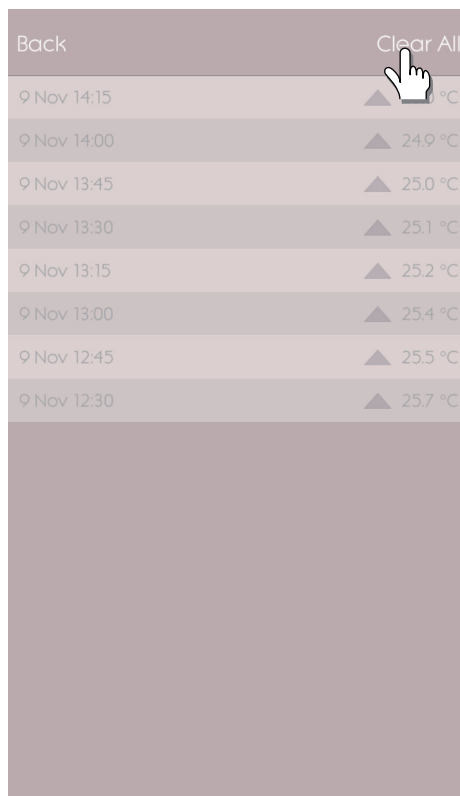 Back Clear All
9 Nov 14:15 °C
9 Nov 14:00 24.9 °C
9 Nov 13:45 25.0 °C
9 Nov 13:30 25.1 °C
9 Nov 13:15 25.2 °C
9 Nov 13:00 25.4 °C
9 Nov 12:45 25.5 °C
9 Nov 12:30 25.7 °C